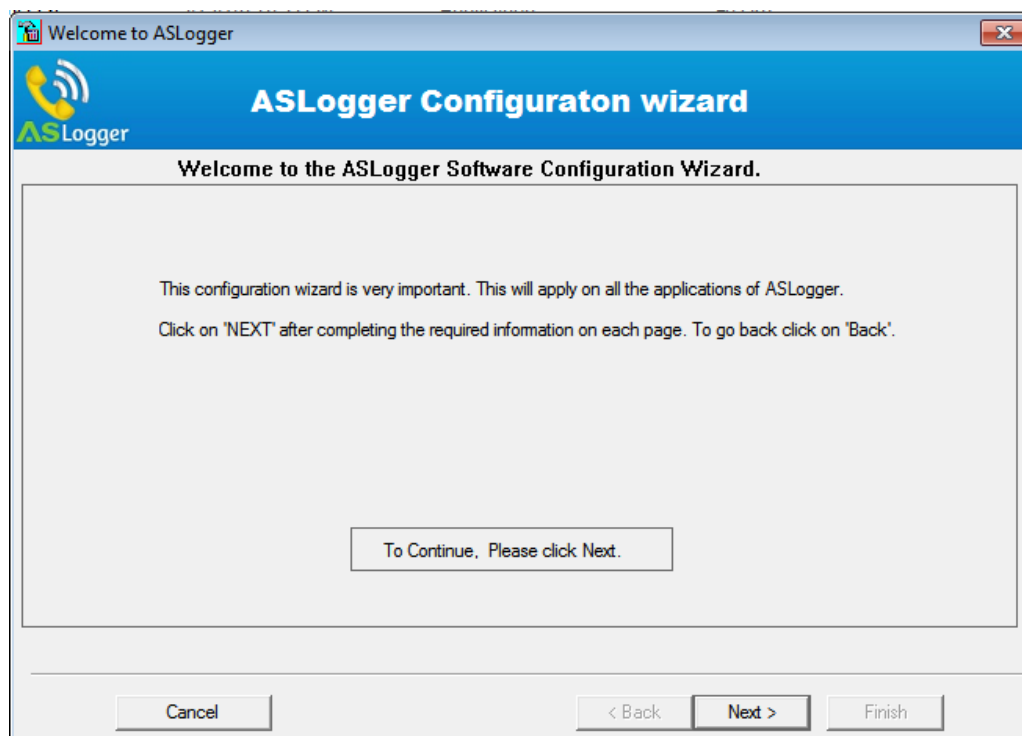 Welcome to ASLogger
ASLogger
ASLogger Configuraton wizard
Welcome to the ASLogger Software Configuration Wizard.
This configuration wizard is very important. This will apply on all the applications of ASLogger.
Click on 'NEXT' after completing the required information on each page. To go back click on 'Back'.
To Continue, Please click Next.
Cancel < Back Next > Finish